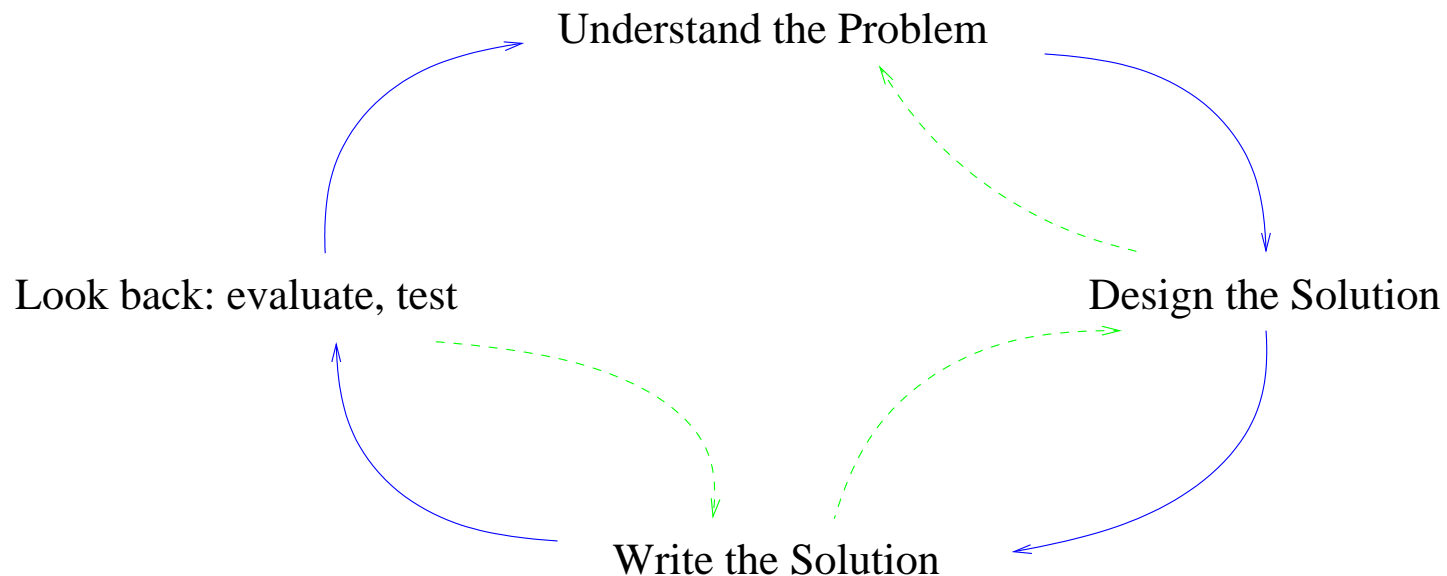 Understand the Problem
Look back: evaluate, test
Design the Solution
Write the Solution